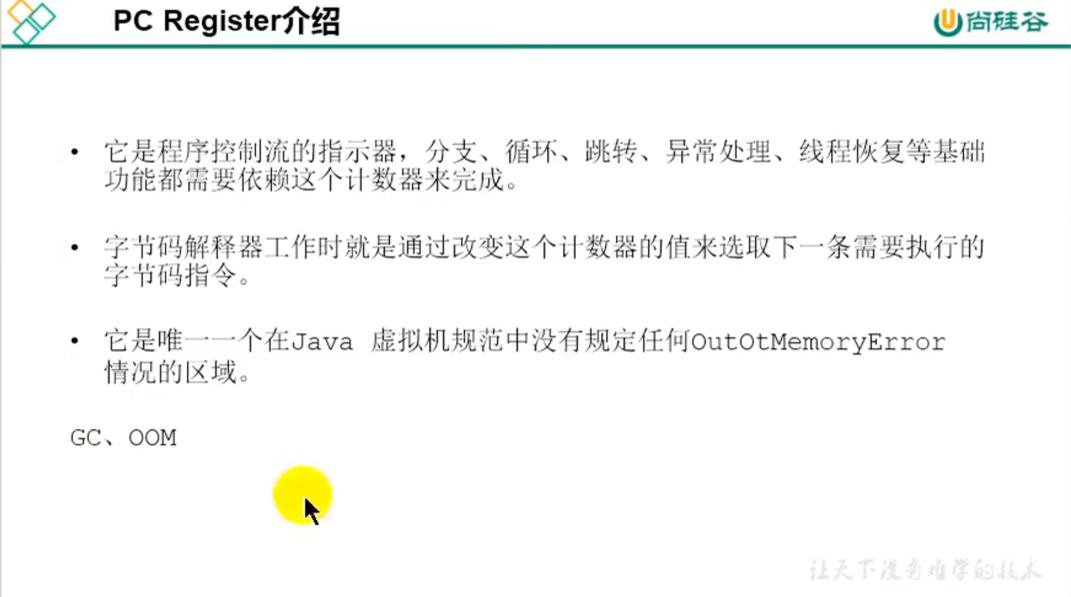 PC Register介绍
尚硅谷
• 它是程序控制流的指示器，分支、循环、跳转、异常处理、线程恢复等基础
功能都需要依赖这个计数器来完成。
• 字节码解释器工作时就是通过改变这个计数器的值来选取下一条需要执行的
字节码指令。
• 它是唯一一个在Java 虚拟机规范中没有规定任何OutOtMemoryError
情况的区域。
GC、OOM
让天下没有难学的技术